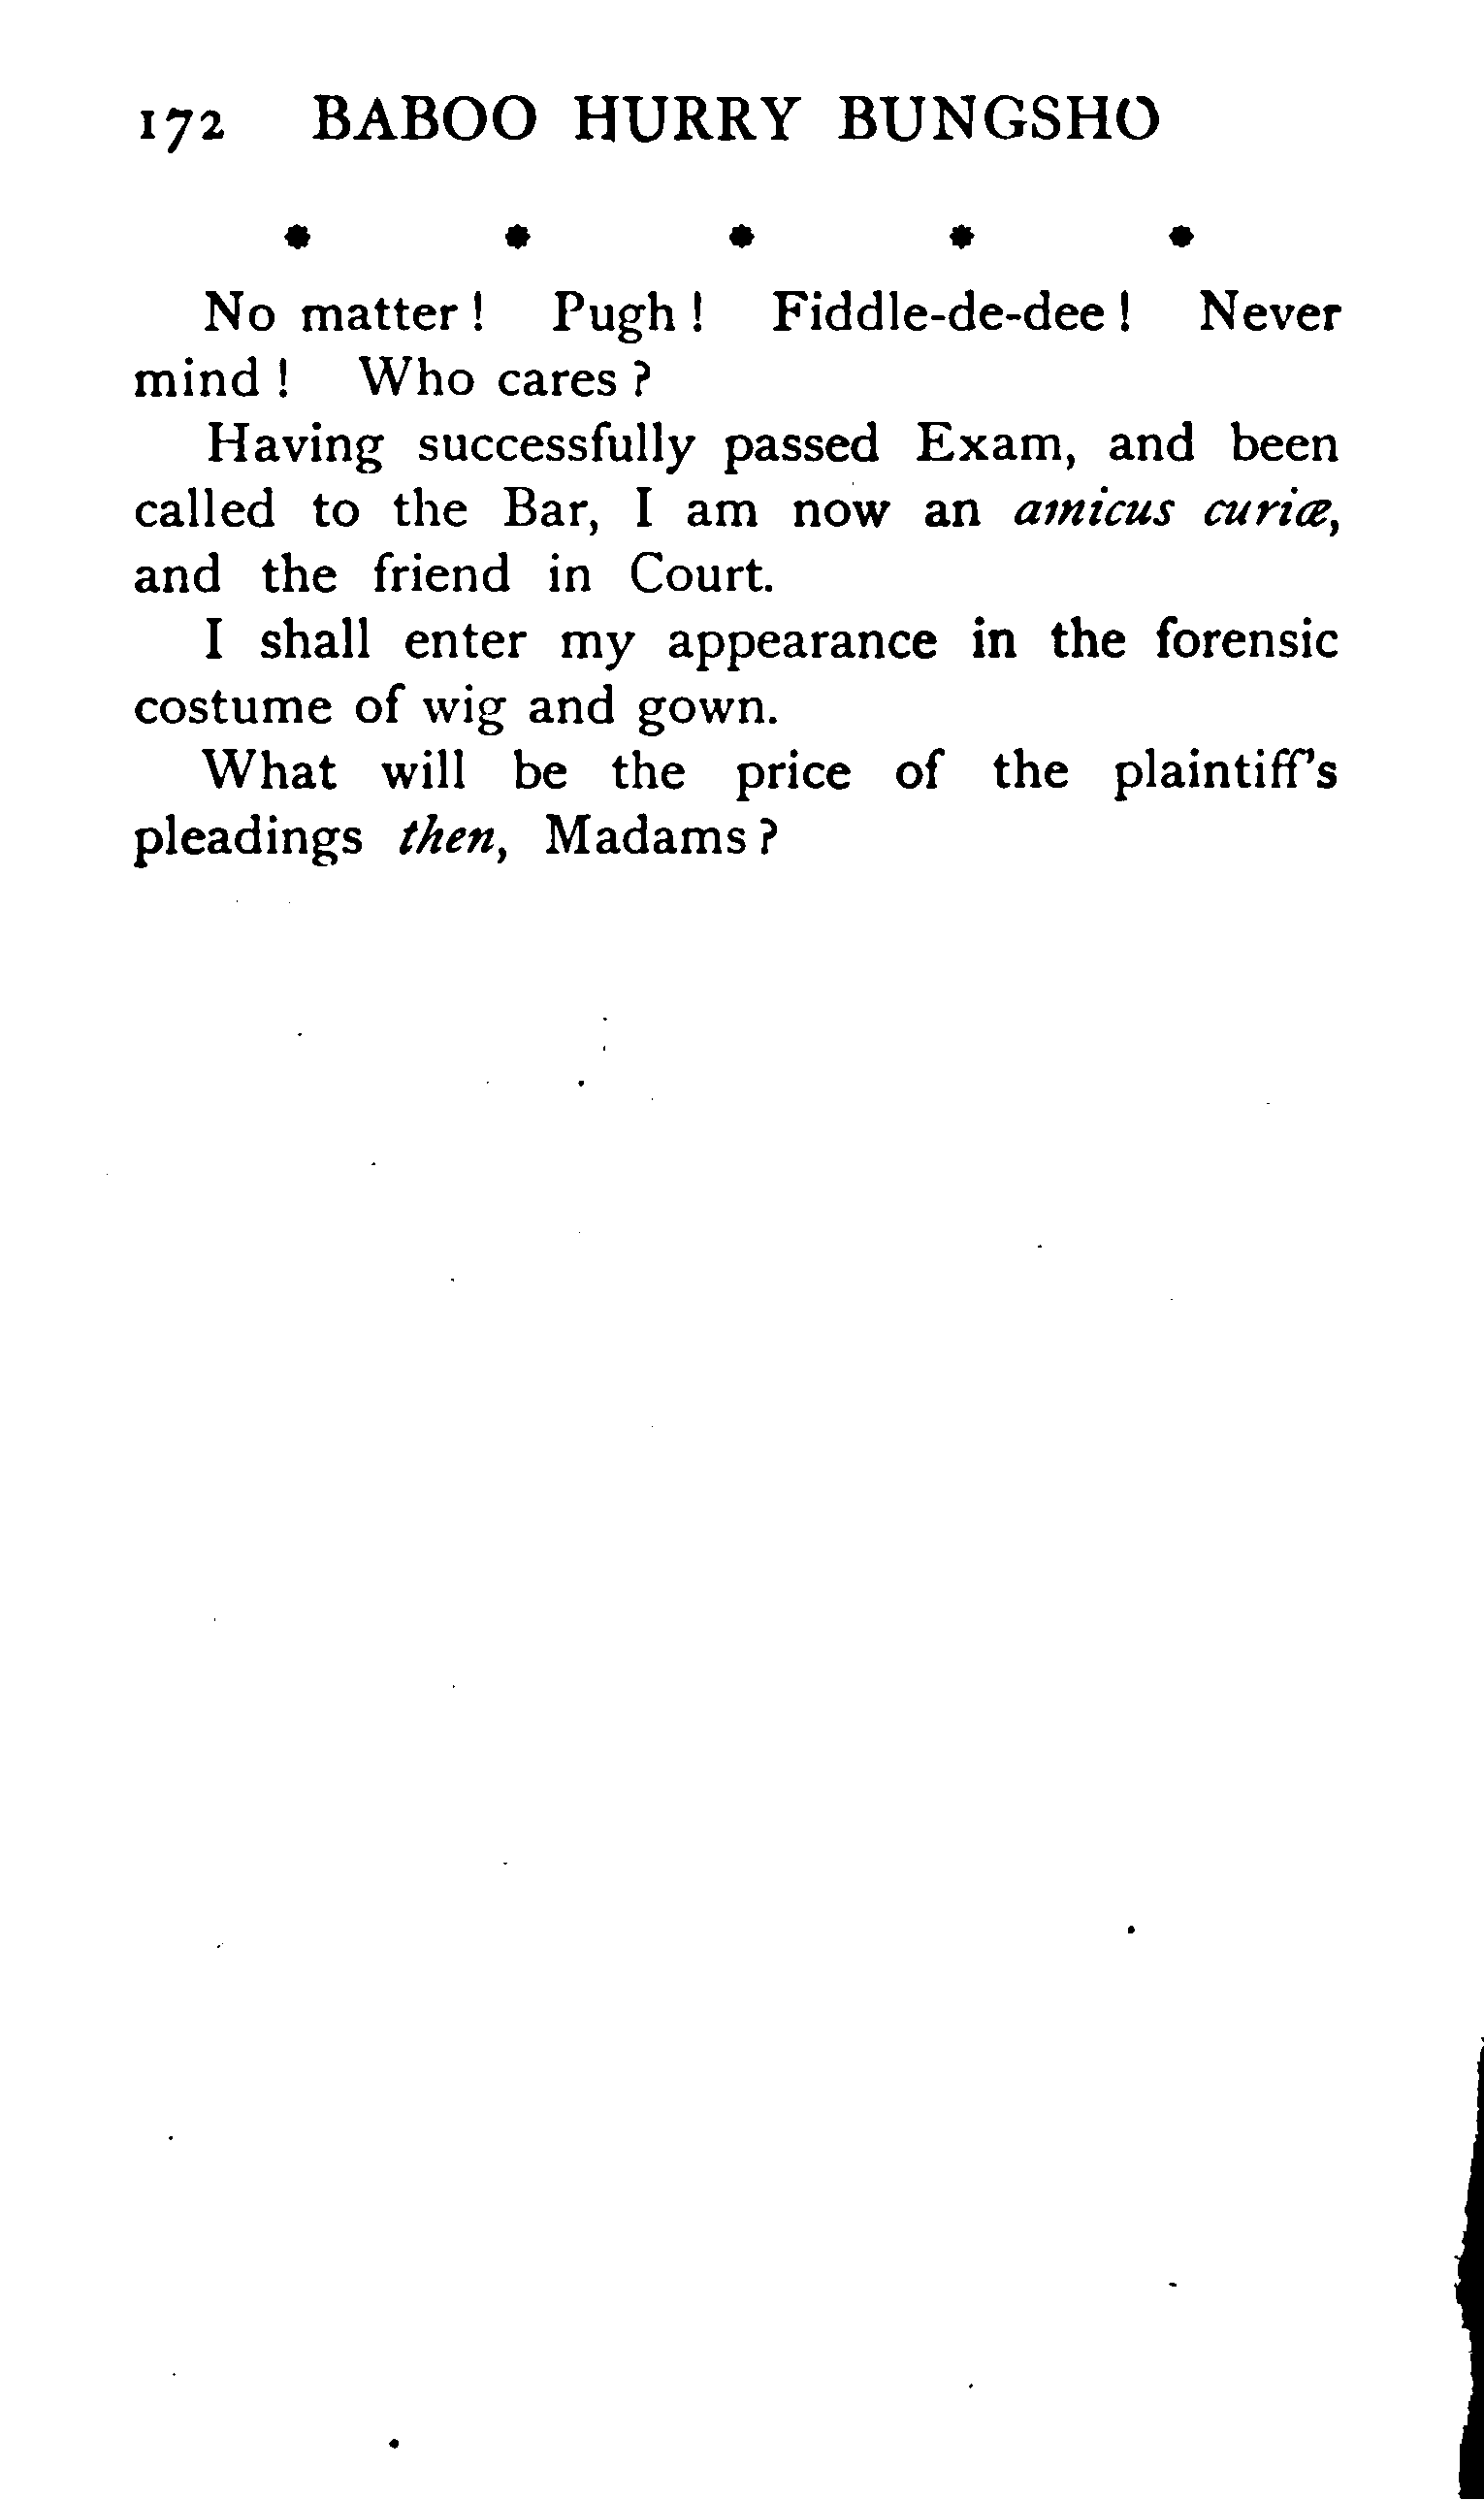 172 BABOO HURRY BUNGSHO
* * * * *
No matter ! Pugh ! Fiddle-de-dee ! Never
mind ! Who cares ?
Having successfully passed Exam, and been
called to the Bar, I am now an amicus curiæ,
and the friend in Court.
I shall enter my appearance in the forensic
costume of wig and gown.
What will be the price of the plaintiff's
pleadings then, Madams ?